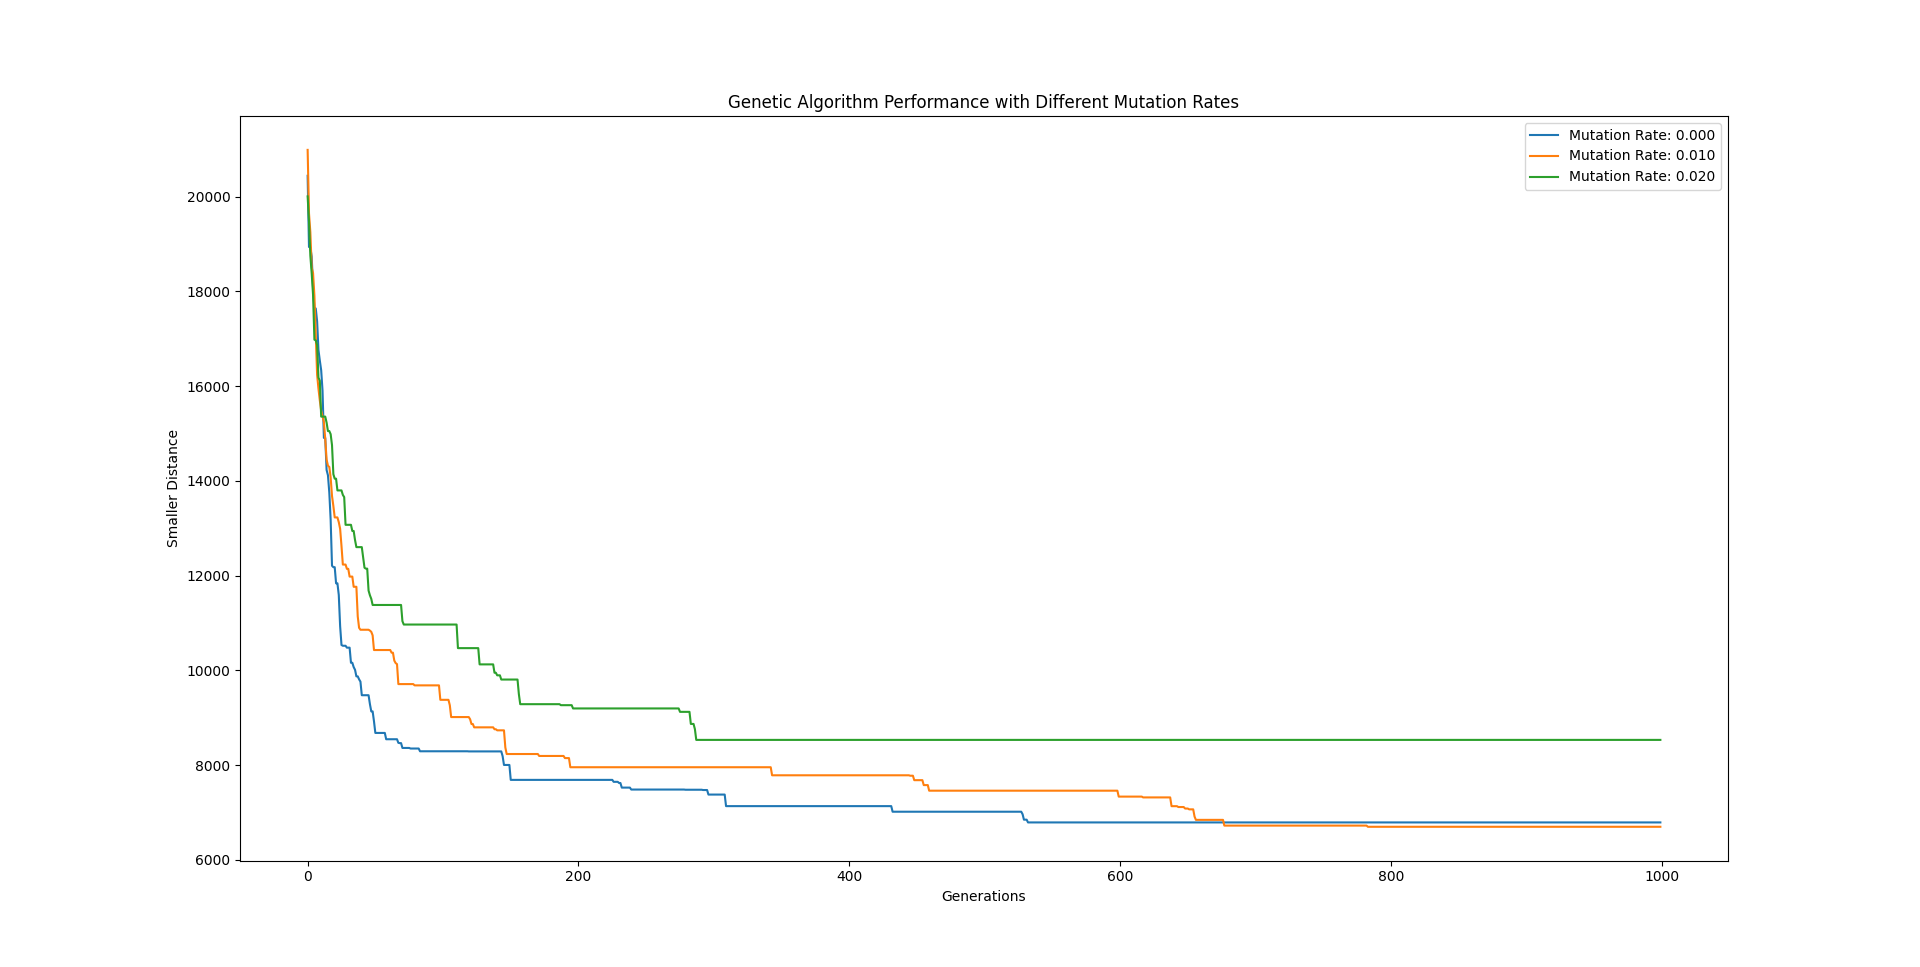 Genetic Algorithm Performance with Different Mutation Rates
Mutation Rate: 0.000
Mutation Rate: 0.010
Mutation Rate: 0.020
Smaller Distance
20000
18000
16000
14000
12000
10000
8000
6000
0 200 400 600 800 1000
Generations